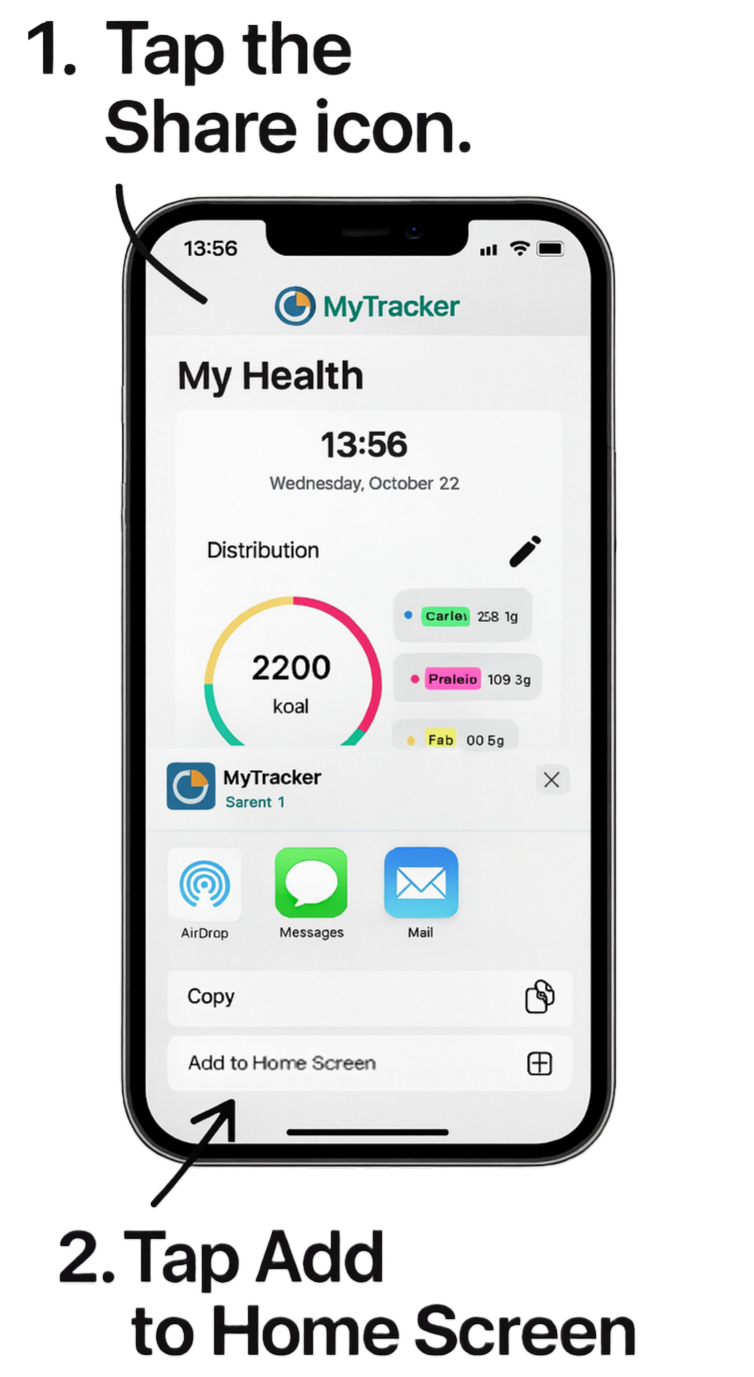 1. Tap the
Share icon.
13:56
MyTracker
My Health
13:56
Wednesday, October 22
Distribution
2200
koal
Carleı 258 1g
Praleio 109 3g
Fab 00 5g
MyTracker
Sarent 1
AirDrop
Messages
Mail
Copy
Add to Home Screen
2. Tap Add
to Home Screen